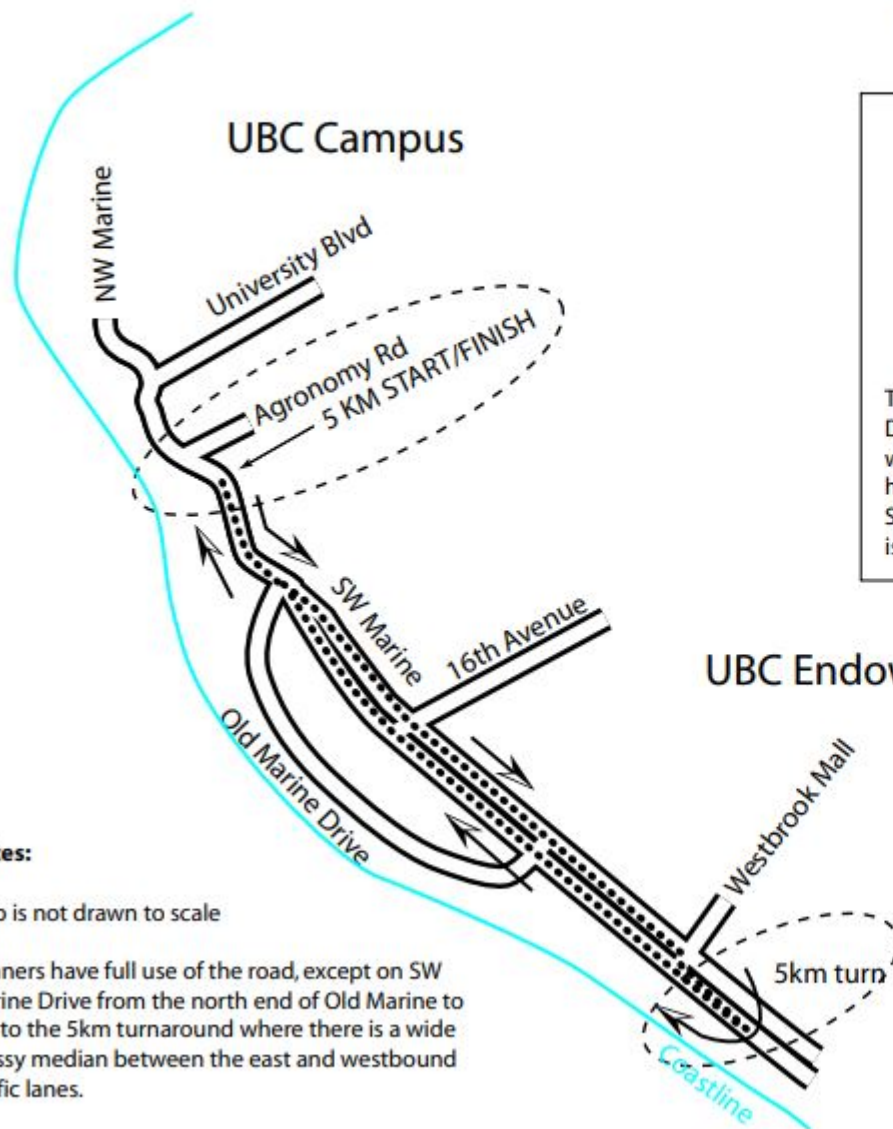 UBC Campus
NW Marine
University Blvd
Agronomy Rd
5 KM START/FINISH
SW Marine
16th Avenue
UBC Endow
Old Marine Drive
Westbrook Mall
5km turn
Coastline
tes:
is not drawn to scale
ners have full use of the road, except on SW
rine Drive from the north end of Old Marine to
to the 5km turnaround where there is a wide
ssy median between the east and westbound
fic lanes.
T
D
w
h
S
is